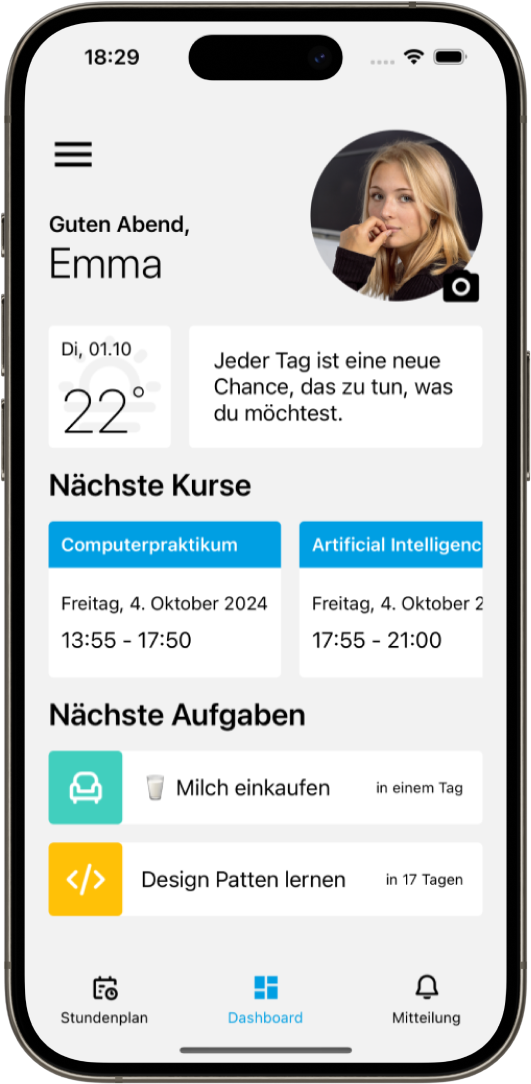 18:29
Guten Abend,
Emma
Di, 01.10
22°
Jeder Tag ist eine neue
Chance, das zu tun, was
du möchtest.
Nächste Kurse
Computerpraktikum
Freitag, 4. Oktober 2024
13:55 - 17:50
Artificial Intelligenc
Freitag, 4. Oktober 2
17:55 - 21:00
Nächste Aufgaben
🥛 Milch einkaufen in einem Tag
Design Patten lernen in 17 Tagen
Stundenplan Dashboard Mitteilung